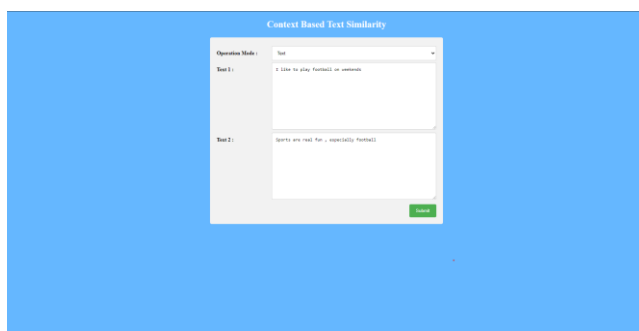 Context Based Text Similarity
Operation Mode : Text
Text 1 : I like to play football on weekends
Text 2 : Sports are real fun , especially football
Submit